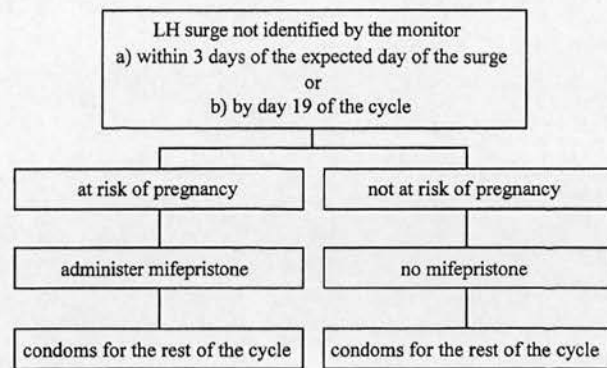 LH surge not identified by the monitor
a) within 3 days of the expected day of the surge
or
b) by day 19 of the cycle
at risk of pregnancy
not at risk of pregnancy
administer mifepristone
no mifepristone
condoms for the rest of the cycle
condoms for the rest of the cycle